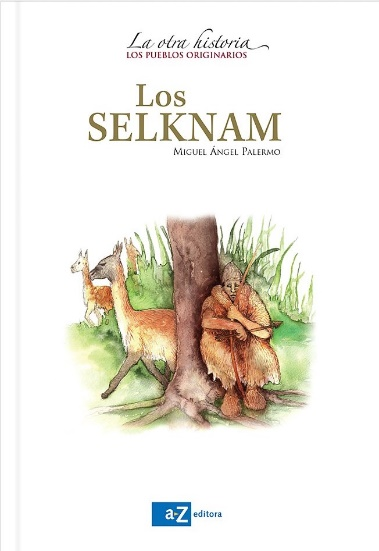 La otra historia
LOS PUEBLOS ORIGINARIOS
Los
SELKNAM
MIGUEL ÁNGEL PALERMO
a-Z editora